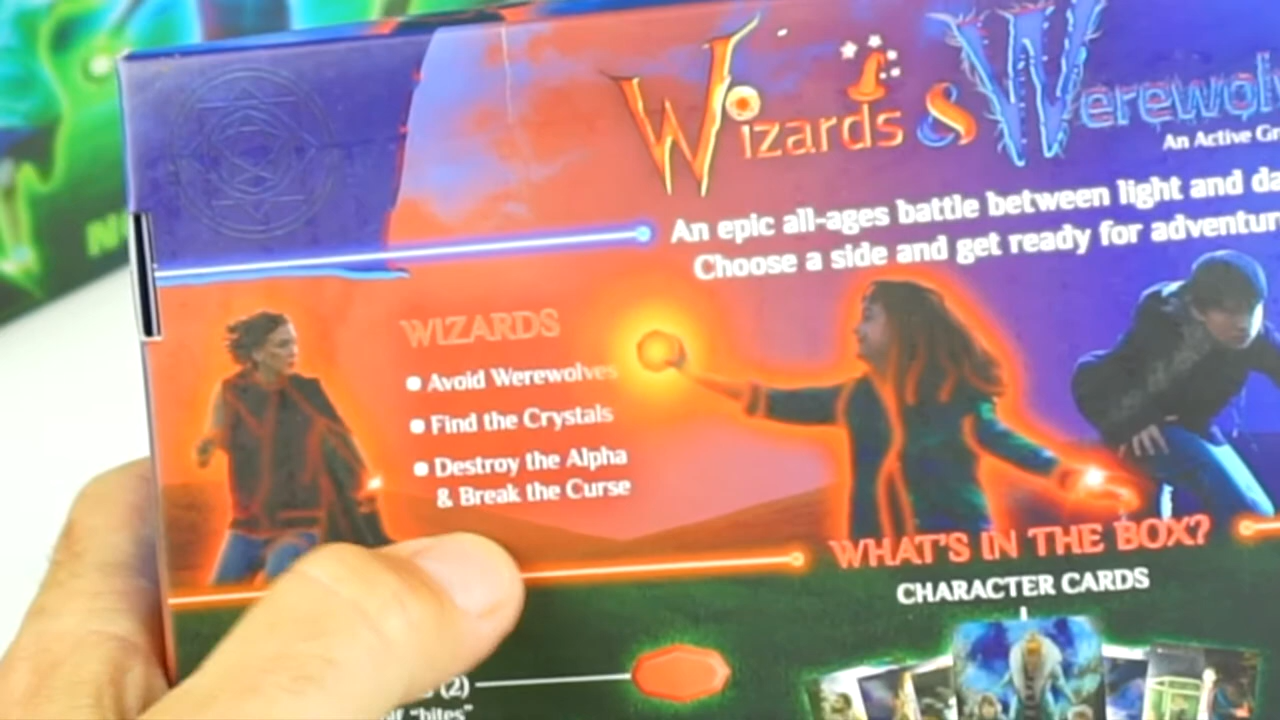 Wizards & Werewol
An Active Gr
An epic all-ages battle between light and da
Choose a side and get ready for adventur
WIZARDS
• Avoid Werewolves
• Find the Crystals
• Destroy the Alpha
& Break the Curse
WHAT'S IN THE BOX?
CHARACTER CARDS
(2)
"bites"